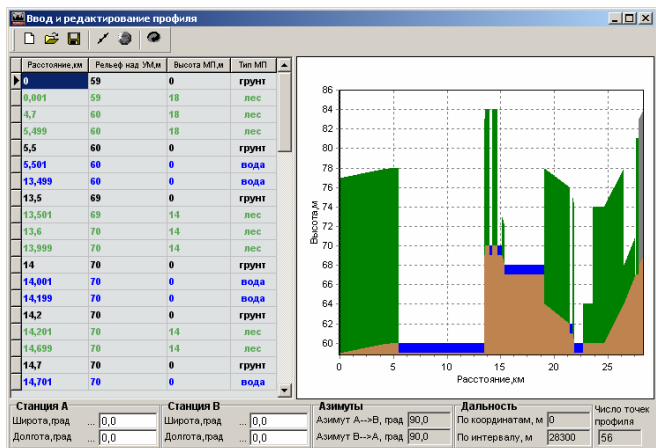 Ввод и редактирование профиля
Расстояние,км Рельеф над УМ,м Высота МП,м Тип МП
0 59 0 грунт
0,001 59 18 лес
4,7 60 18 лес
5,499 60 18 лес
5,5 60 0 грунт
5,501 60 0 вода
13,499 60 0 вода
13,5 69 0 грунт
13,501 69 14 лес
13,6 70 14 лес
13,999 70 14 лес
14 70 0 грунт
14,001 70 0 вода
14,199 70 0 вода
14,2 70 0 грунт
14,201 70 14 лес
14,699 70 14 лес
14,7 70 0 грунт
14,701 70 0 вода
86
84
82
80
78
76
74
72
70
68
66
64
62
60
Высота,м
0 5 10 15 20 25
Расстояние,км
Станция A Станция B Азимуты Дальность Число точек
Широта,град ... 0,0 Широта,град ... 0,0 Азимут A-->B, град 90,0 По координатам, м 0 профиля
Долгота,град ... 0,0 Долгота,град ... 0,0 Азимут B-->A, град 90,0 По интервалу, м 28300 56